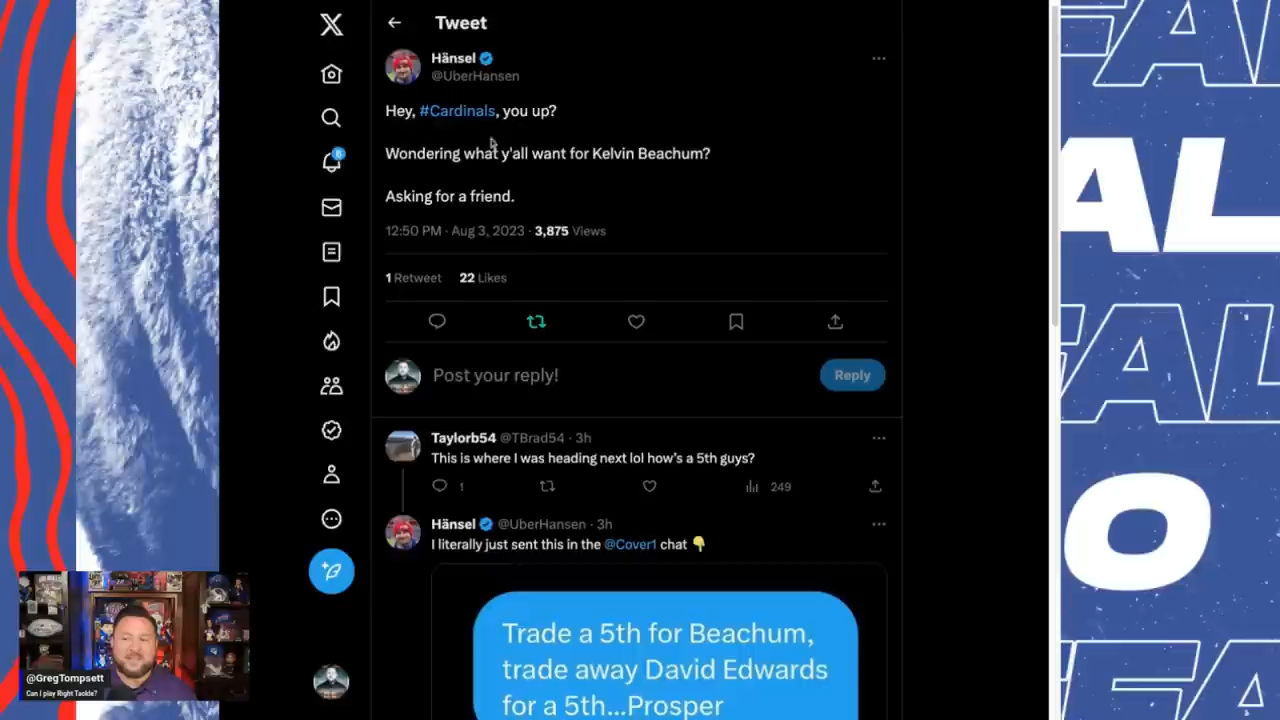 Tweet
Hänsel
@UberHansen
Hey, #Cardinals, you up?
Wondering what y'all want for Kelvin Beachum?
Asking for a friend.
12:50 PM · Aug 3, 2023 · 3,875 Views
1 Retweet 22 Likes
Post your reply!
Reply
Taylorb54 @TBrad54 · 3h
This is where I was heading next lol how's a 5th guys?
1 249
Hänsel @UberHansen · 3h
I literally just sent this in the @Cover1 chat 👇
Trade a 5th for Beachum,
trade away David Edwards
for a 5th...Prosper
@GregTompsett
Can I play Right Tackle?
AL
O